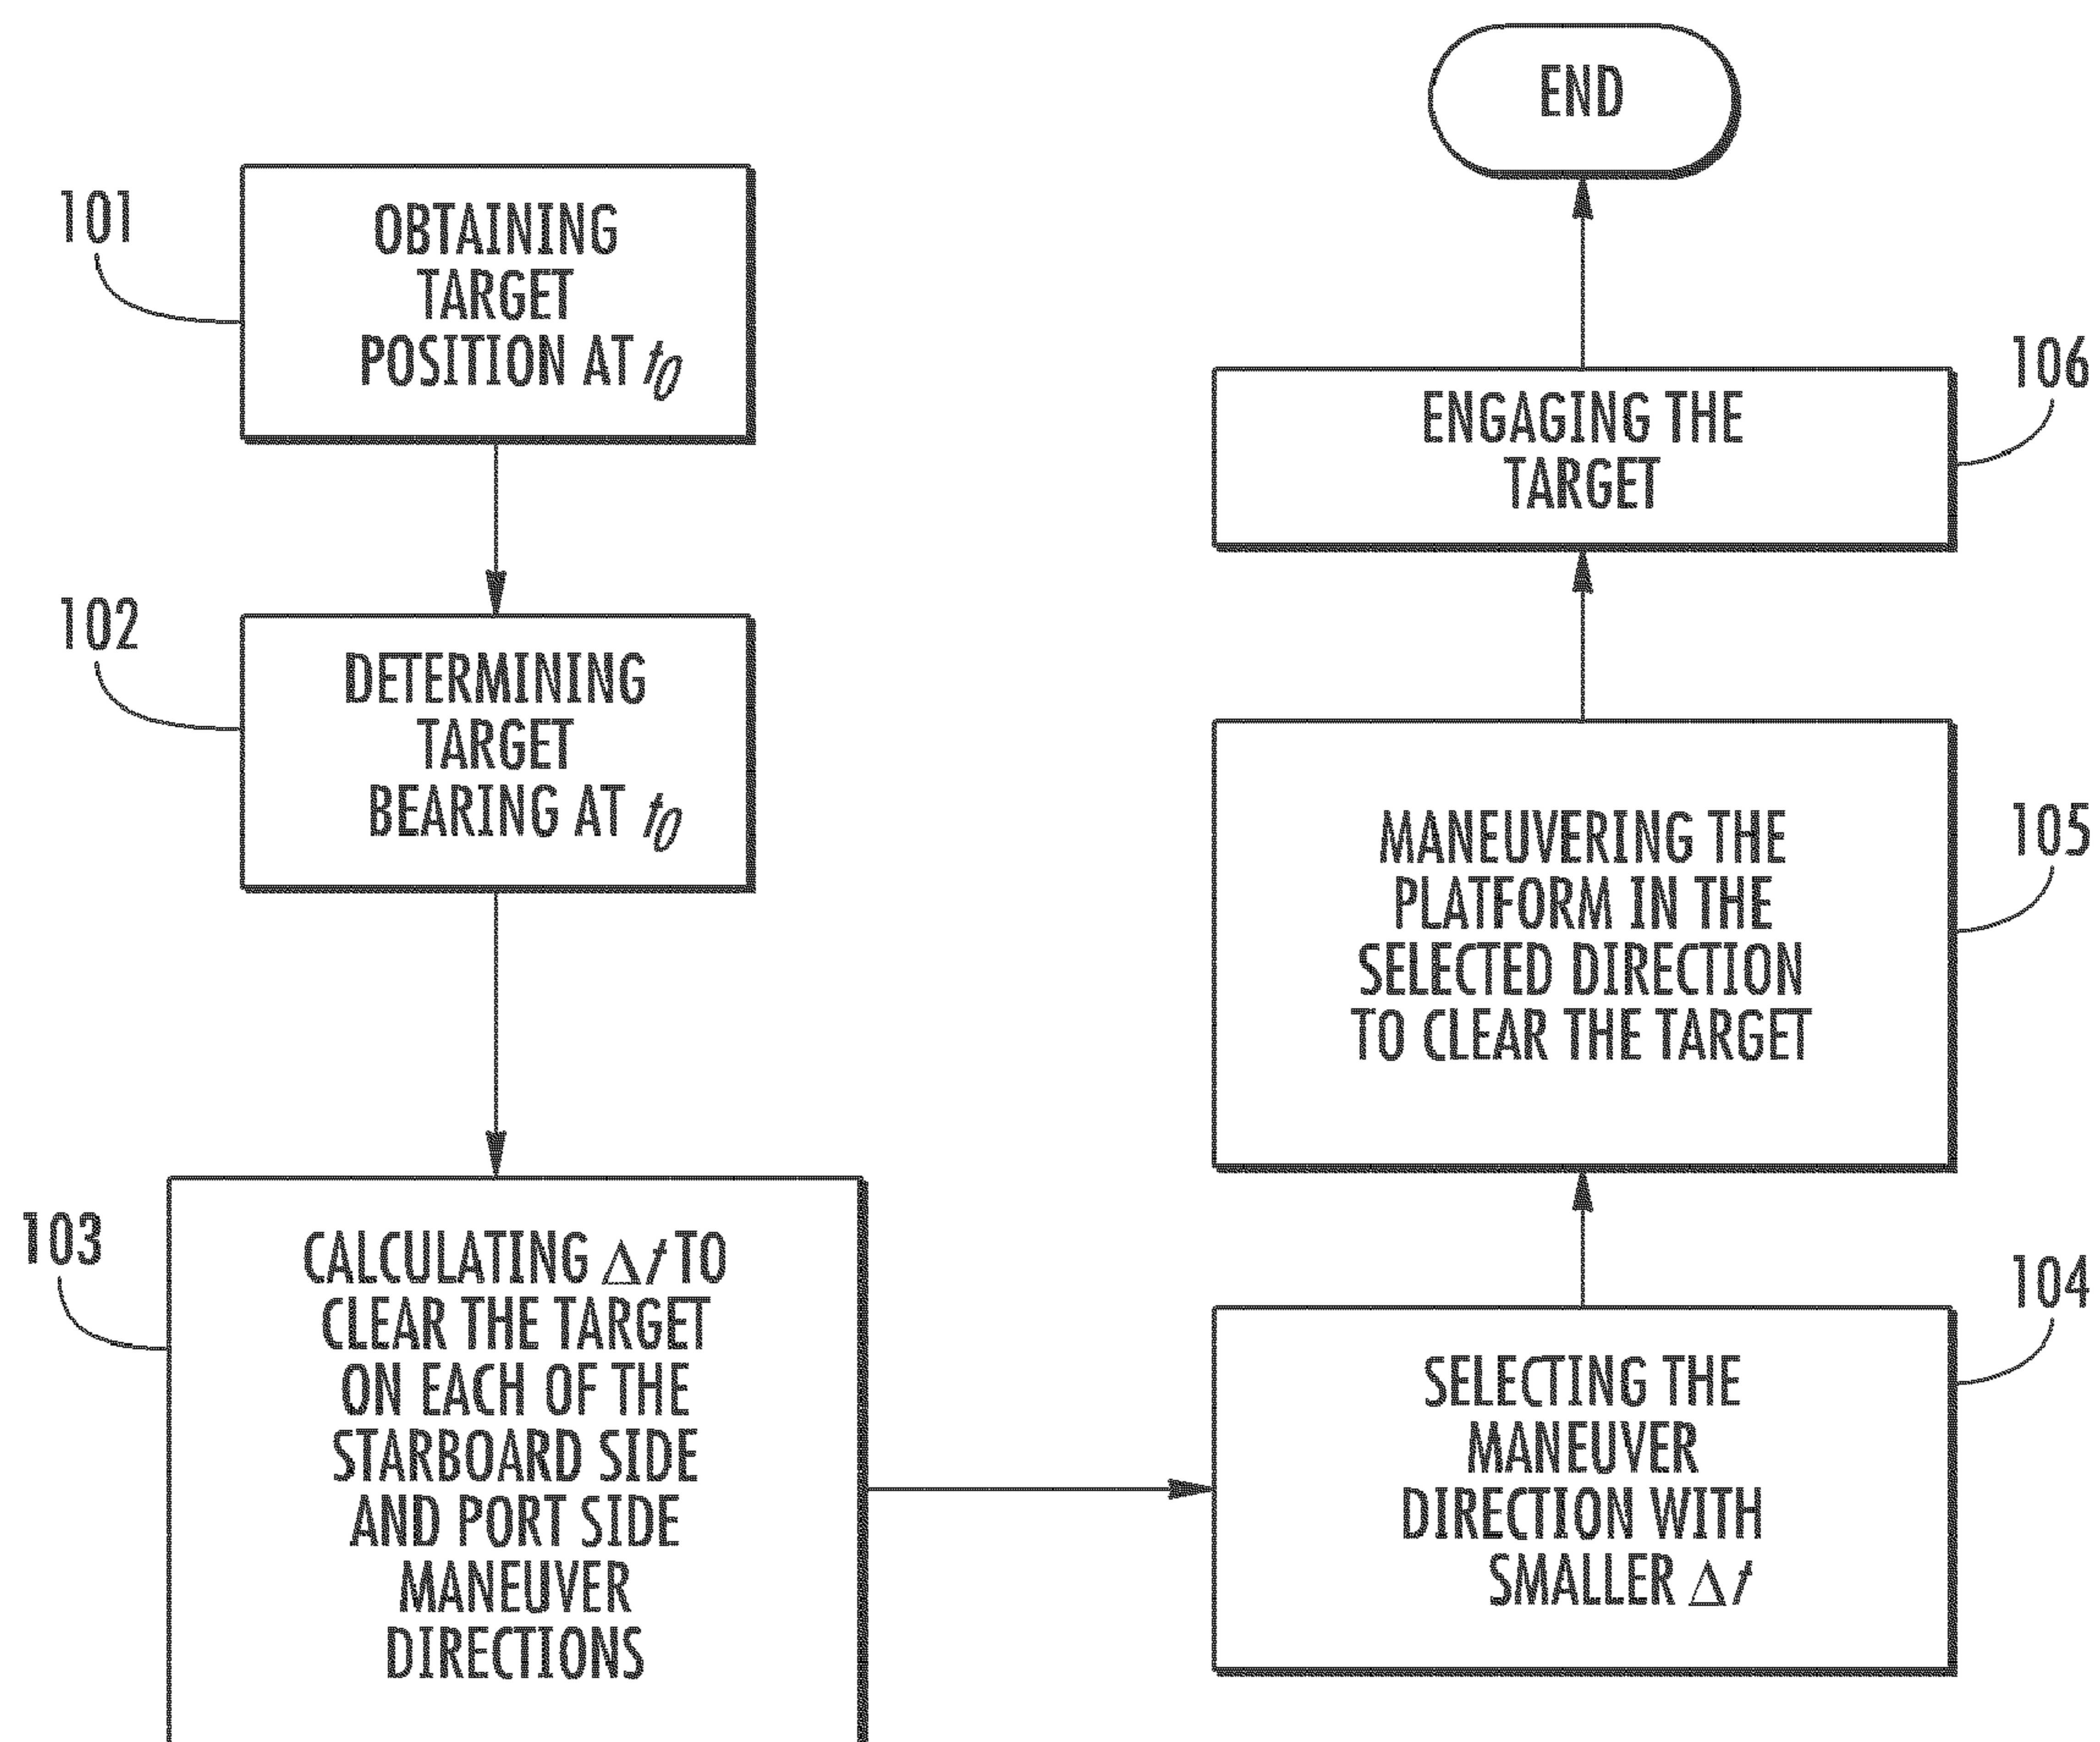 101
OBTAINING
TARGET
POSITION AT t0
102
DETERMINING
TARGET
BEARING AT t0
103
CALCULATING Δt TO
CLEAR THE TARGET
ON EACH OF THE
STARBOARD SIDE
AND PORT SIDE
MANEUVER
DIRECTIONS
104
SELECTING THE
MANEUVER
DIRECTION WITH
SMALLER Δt
105
MANEUVERING THE
PLATFORM IN THE
SELECTED DIRECTION
TO CLEAR THE TARGET
106
ENGAGING THE
TARGET
END